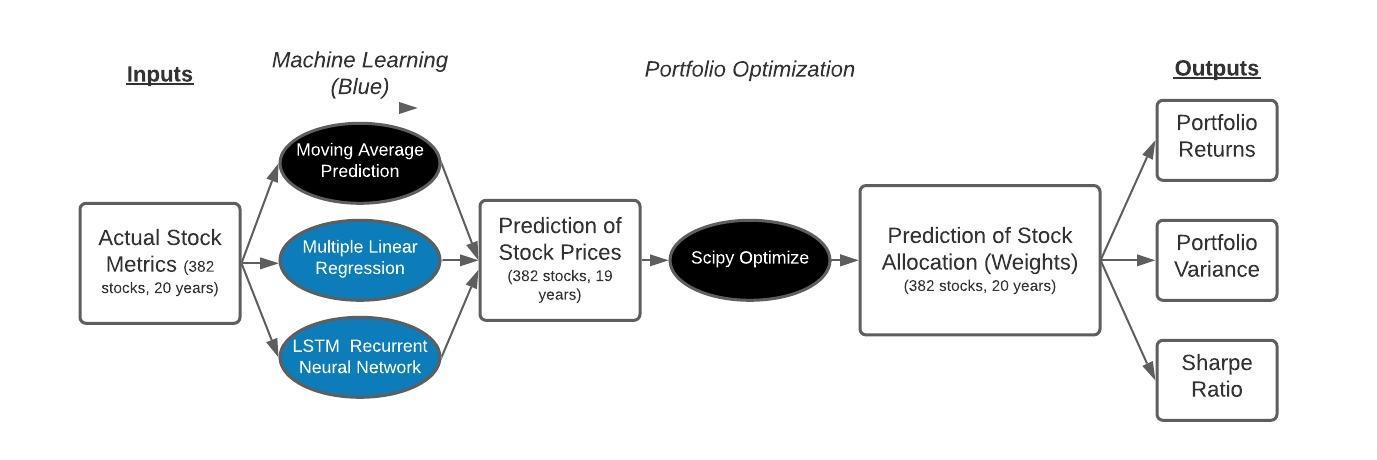 Inputs
Machine Learning
(Blue)
Portfolio Optimization
Outputs
Actual Stock
Metrics (382
stocks, 20 years)
Moving Average
Prediction
Multiple Linear
Regression
LSTM Recurrent
Neural Network
Prediction of
Stock Prices
(382 stocks, 19
years)
Scipy Optimize
Prediction of Stock
Allocation (Weights)
(382 stocks, 20 years)
Portfolio
Returns
Portfolio
Variance
Sharpe
Ratio